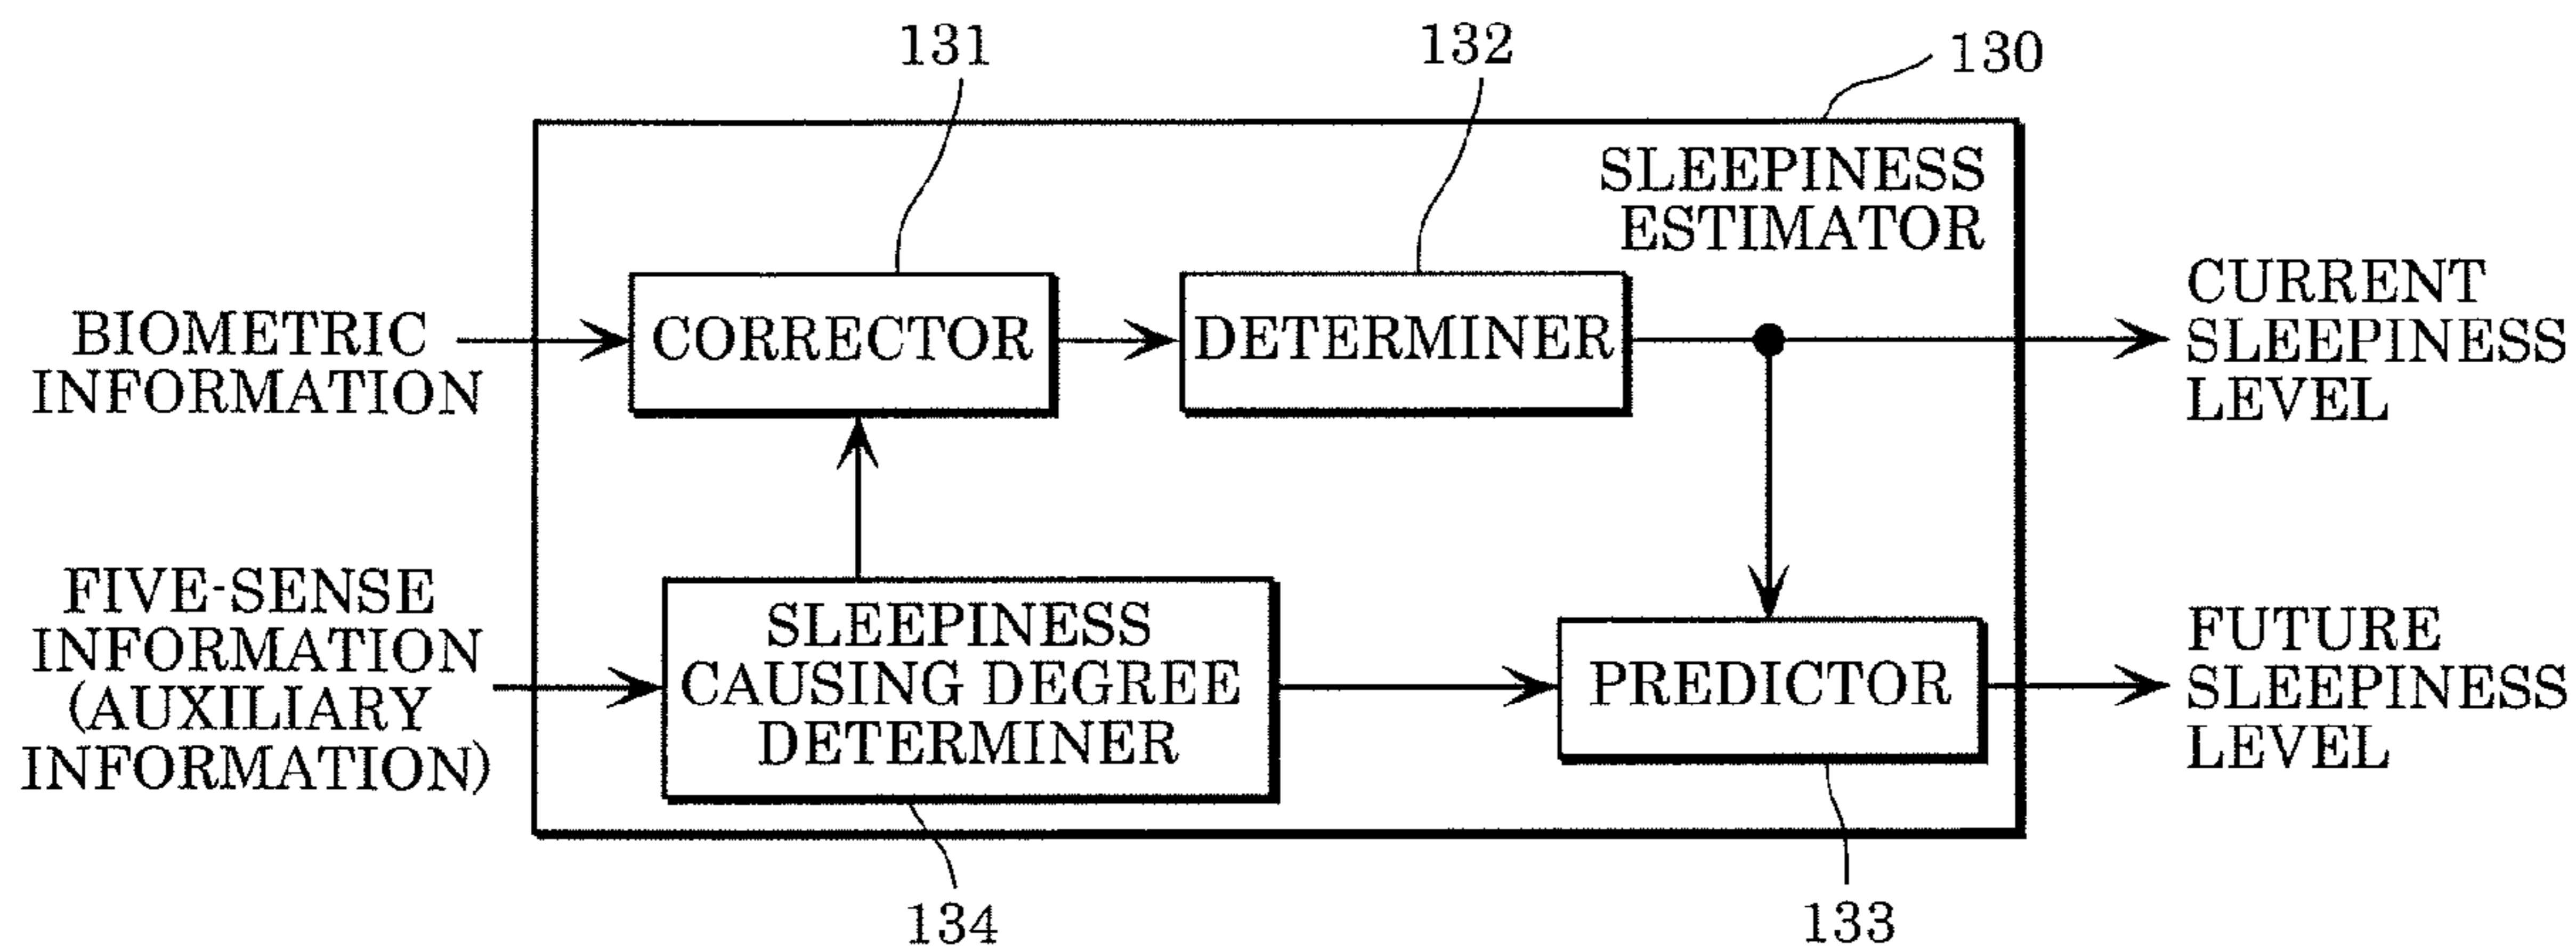 131
132
130
SLEEPINESS
ESTIMATOR
BIOMETRIC
INFORMATION
CORRECTOR
DETERMINER
CURRENT
SLEEPINESS
LEVEL
FIVE-SENSE
INFORMATION
(AUXILIARY
INFORMATION)
SLEEPINESS
CAUSING DEGREE
DETERMINER
PREDICTOR
FUTURE
SLEEPINESS
LEVEL
134
133